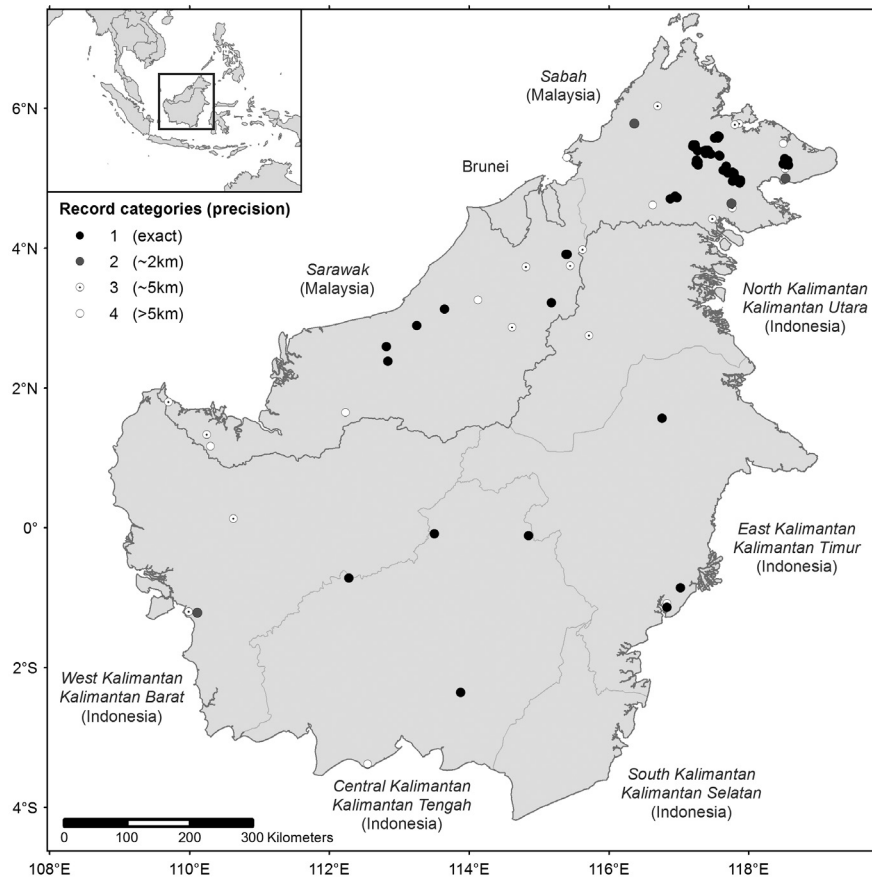 6°N
4°N
2°N
0°
2°S
4°S
Record categories (precision)
1 (exact)
2 (~2km)
3 (~5km)
4 (>5km)
Sabah
(Malaysia)
Brunei
Sarawak
(Malaysia)
North Kalimantan
Kalimantan Utara
(Indonesia)
East Kalimantan
Kalimantan Timur
(Indonesia)
West Kalimantan
Kalimantan Barat
(Indonesia)
Central Kalimantan
Kalimantan Tengah
(Indonesia)
South Kalimantan
Kalimantan Selatan
(Indonesia)
0 100 200 300 Kilometers
108°E 110°E 112°E 114°E 116°E 118°E